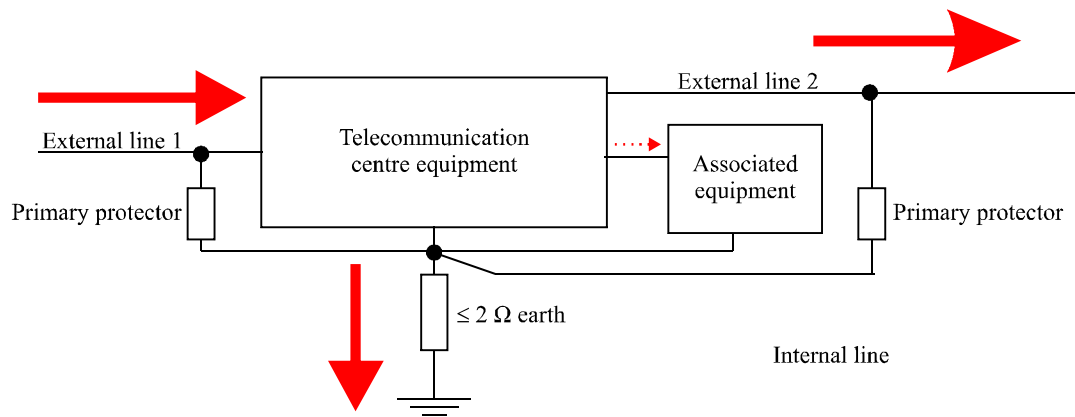 External line 2
External line 1
Telecommunication
centre equipment
Associated
equipment
Primary protector
Primary protector
≤ 2 Ω earth
Internal line